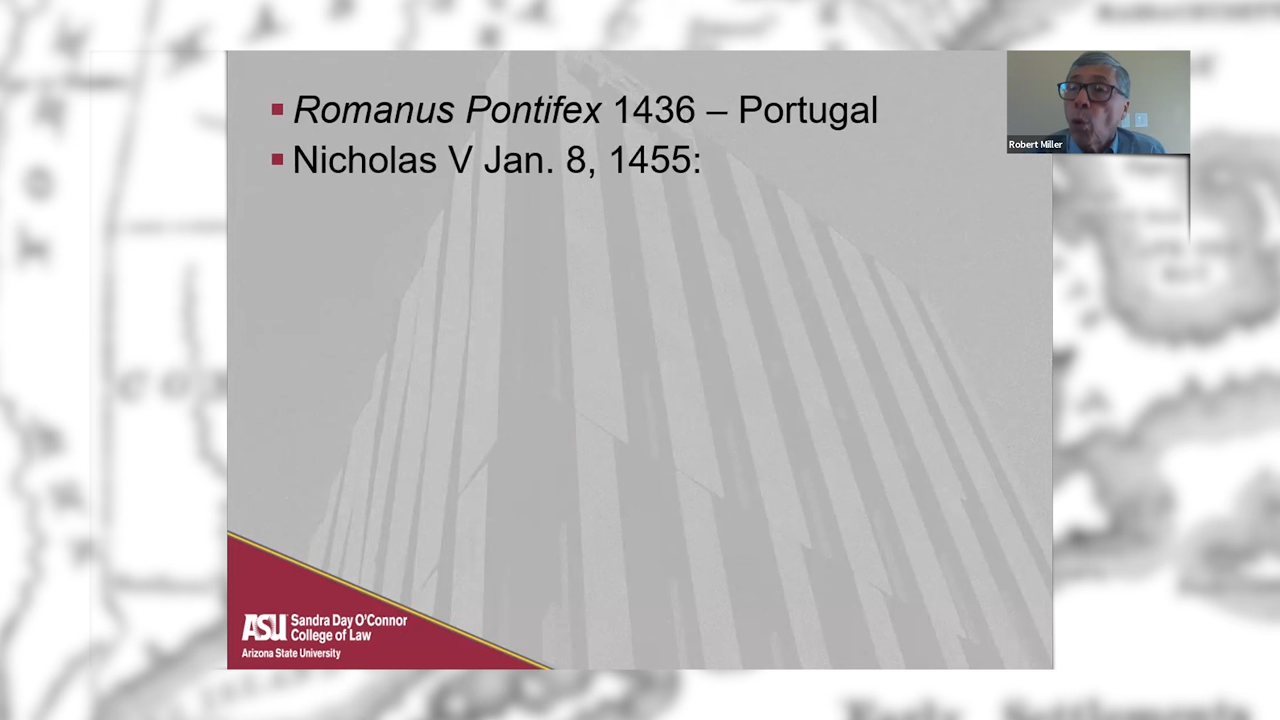 Romanus Pontifex 1436 – Portugal
Nicholas V Jan. 8, 1455:
Robert Miller
ASU Sandra Day O'Connor
College of Law
Arizona State University